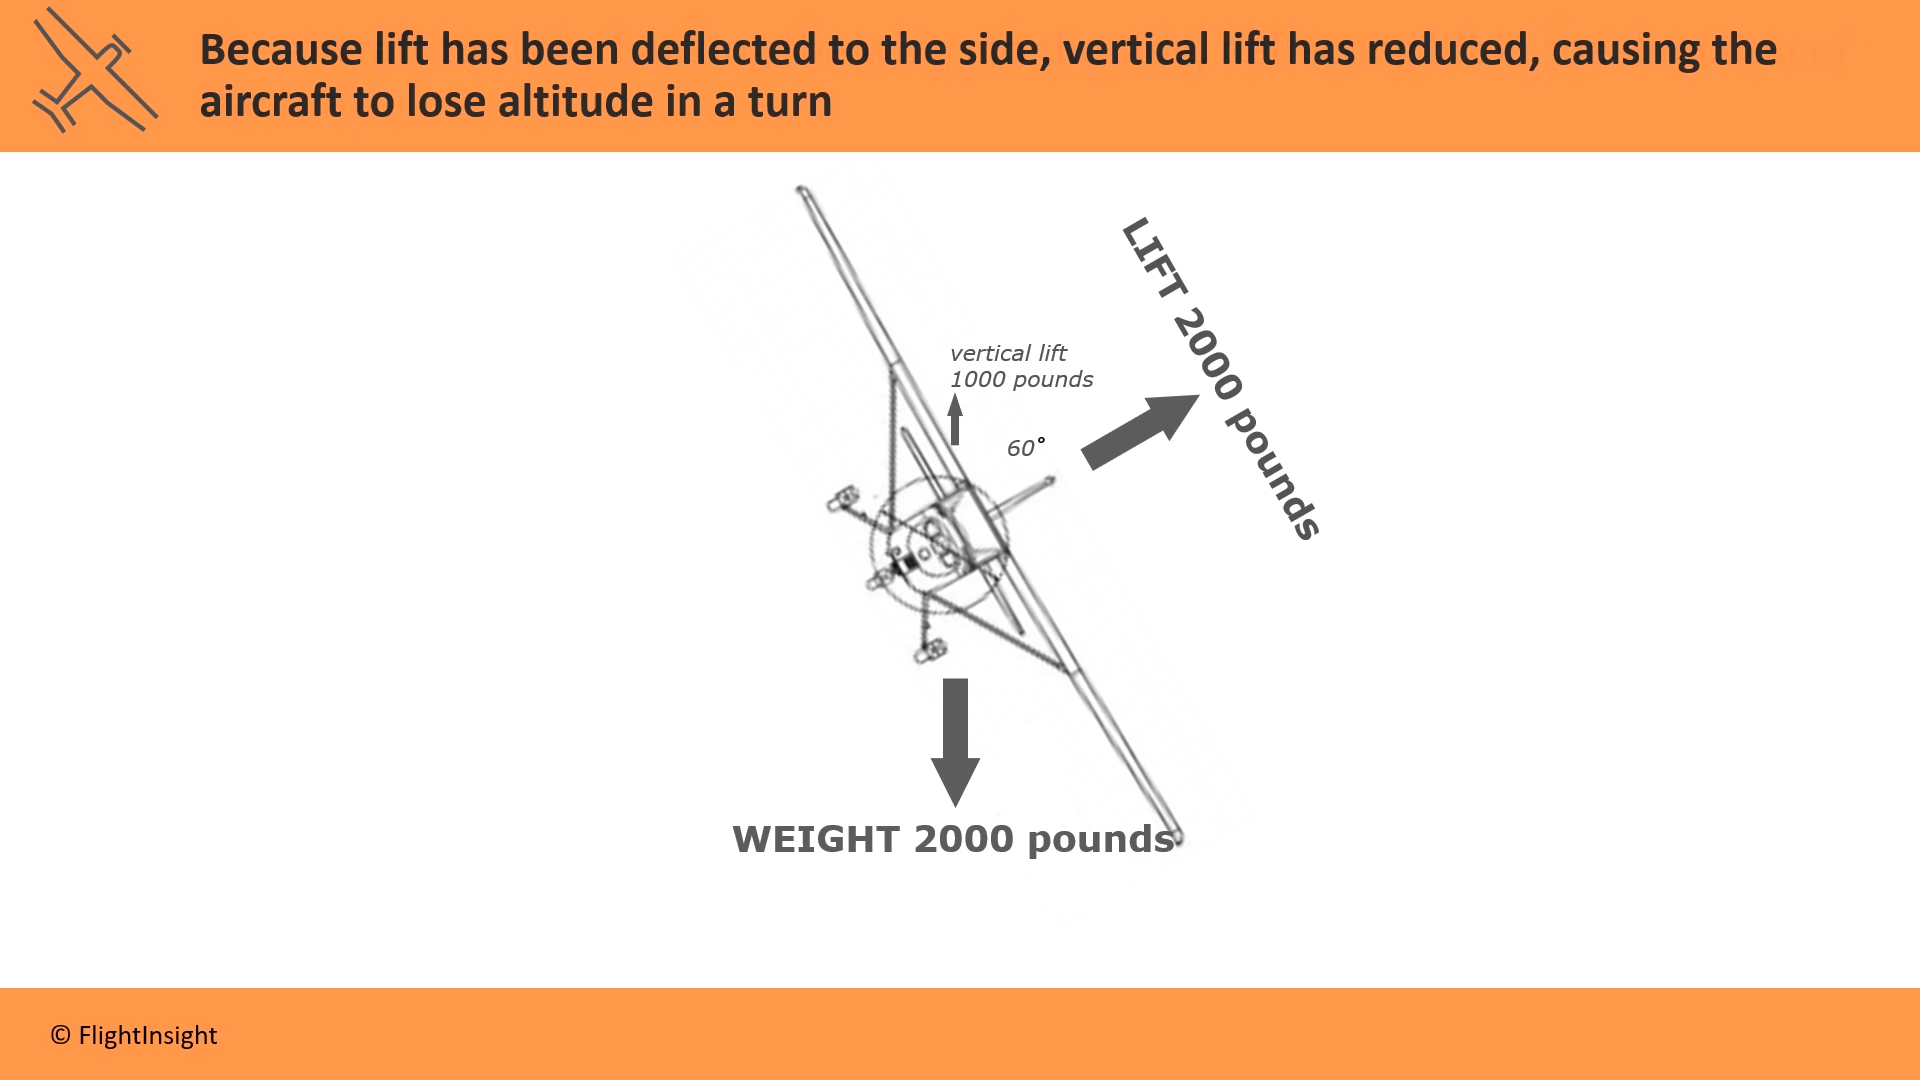 Because lift has been deflected to the side, vertical lift has reduced, causing the
aircraft to lose altitude in a turn
LIFT 2000 pounds
vertical lift
1000 pounds
60°
WEIGHT 2000 pounds
© FlightInsight